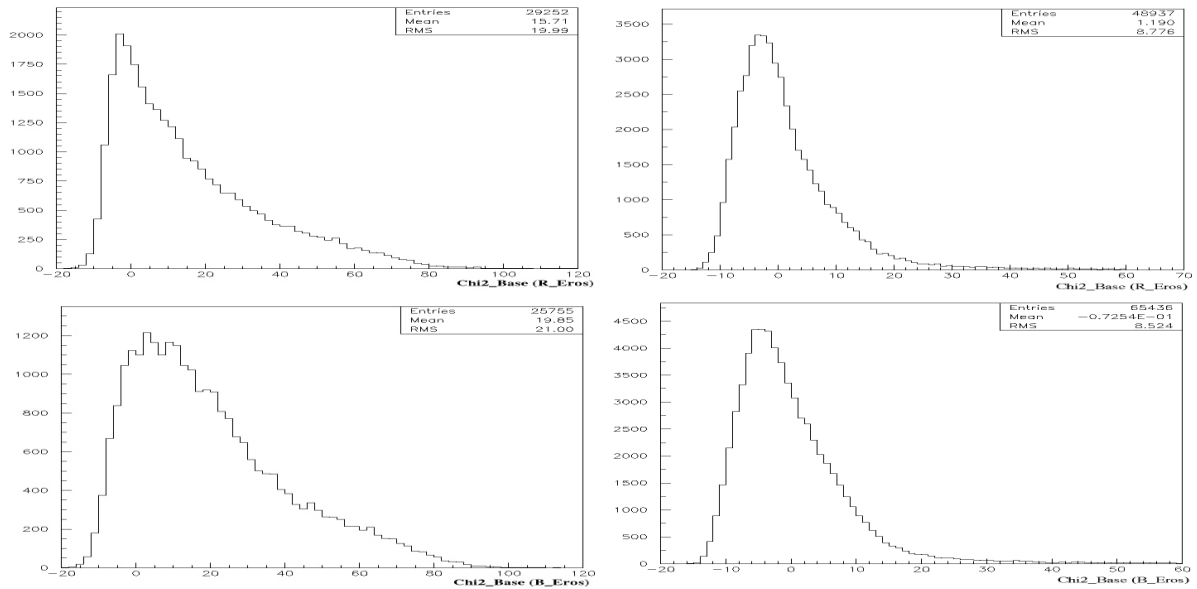 Entries 29252
Mean 15.71
RMS 19.99
2000
1750
1500
1250
1000
750
500
250
0
−20 0 20 40 60 80 100 120
Chi2_Base (R_Eros)
Entries 48937
Mean 1.190
RMS 8.776
3500
3000
2500
2000
1500
1000
500
0
−20 −10 0 10 20 30 40 50 60 70
Chi2_Base (R_Eros)
Entries 25755
Mean 19.85
RMS 21.00
1200
1000
800
600
400
200
0
−20 0 20 40 60 80 100 120
Chi2_Base (B_Eros)
Entries 65436
Mean −0.7254E−01
RMS 8.524
4500
4000
3500
3000
2500
2000
1500
1000
500
0
−20 −10 0 10 20 30 40 50 60
Chi2_Base (B_Eros)